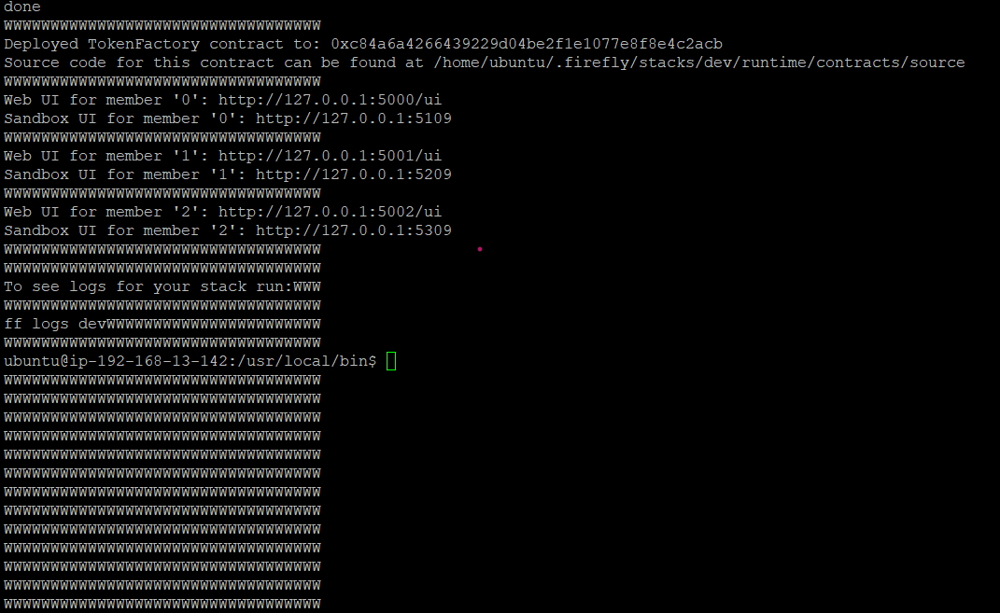 done
WWWWWWWWWWWWWWWWWWWWWWWWWWWWWWWWWW
Deployed TokenFactory contract to: 0xc84a6a4266439229d04be2f1e1077e8f8e4c2acb
Source code for this contract can be found at /home/ubuntu/.firefly/stacks/dev/runtime/contracts/source
WWWWWWWWWWWWWWWWWWWWWWWWWWWWWWWWWW
Web UI for member '0': http://127.0.0.1:5000/ui
Sandbox UI for member '0': http://127.0.0.1:5109
WWWWWWWWWWWWWWWWWWWWWWWWWWWWWWWWWW
Web UI for member '1': http://127.0.0.1:5001/ui
Sandbox UI for member '1': http://127.0.0.1:5209
WWWWWWWWWWWWWWWWWWWWWWWWWWWWWWWWWW
Web UI for member '2': http://127.0.0.1:5002/ui
Sandbox UI for member '2': http://127.0.0.1:5309
WWWWWWWWWWWWWWWWWWWWWWWWWWWWWWWWWW
WWWWWWWWWWWWWWWWWWWWWWWWWWWWWWWWWW
To see logs for your stack run:WWW
WWWWWWWWWWWWWWWWWWWWWWWWWWWWWWWWWW
ff logs devWWWWWWWWWWWWWWWWWWWWWWW
WWWWWWWWWWWWWWWWWWWWWWWWWWWWWWWWWW
ubuntu@ip-192-168-13-142:/usr/local/bin$
WWWWWWWWWWWWWWWWWWWWWWWWWWWWWWWWWW
WWWWWWWWWWWWWWWWWWWWWWWWWWWWWWWWWW
WWWWWWWWWWWWWWWWWWWWWWWWWWWWWWWWWW
WWWWWWWWWWWWWWWWWWWWWWWWWWWWWWWWWW
WWWWWWWWWWWWWWWWWWWWWWWWWWWWWWWWWW
WWWWWWWWWWWWWWWWWWWWWWWWWWWWWWWWWW
WWWWWWWWWWWWWWWWWWWWWWWWWWWWWWWWWW
WWWWWWWWWWWWWWWWWWWWWWWWWWWWWWWWWW
WWWWWWWWWWWWWWWWWWWWWWWWWWWWWWWWWW
WWWWWWWWWWWWWWWWWWWWWWWWWWWWWWWWWW
WWWWWWWWWWWWWWWWWWWWWWWWWWWWWWWWWW
WWWWWWWWWWWWWWWWWWWWWWWWWWWWWWWWWW
WWWWWWWWWWWWWWWWWWWWWWWWWWWWWWWWWW